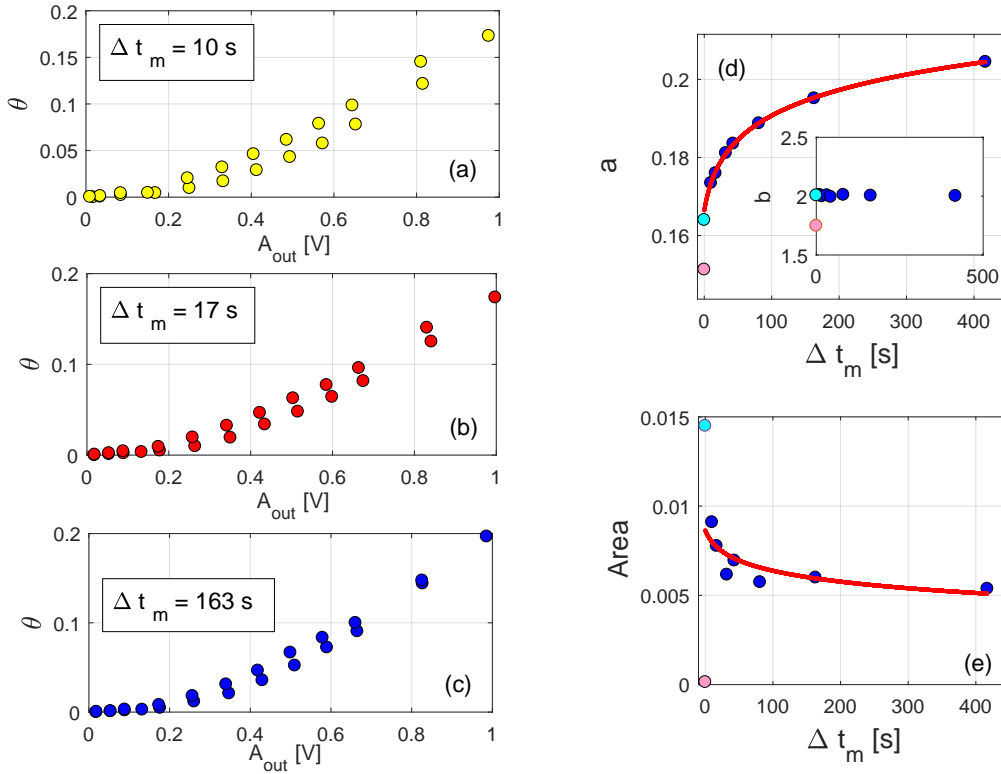 0.2
0.15
0.1
0.05
0
θ
Δ t m = 10 s
(a)
0 0.2 0.4 0.6 0.8 1
A out [V]
0.2
0.1
0
θ
Δ t m = 17 s
(b)
0 0.2 0.4 0.6 0.8 1
A out [V]
0.2
0.1
0
θ
Δ t m = 163 s
(c)
0 0.2 0.4 0.6 0.8 1
A out [V]
(d)
0.2
0.18
0.16
a
2.5
2
1.5
b
0 500
0 100 200 300 400
Δ t m [s]
0.015
0.01
0.005
0
Area
(e)
0 100 200 300 400
Δ t m [s]